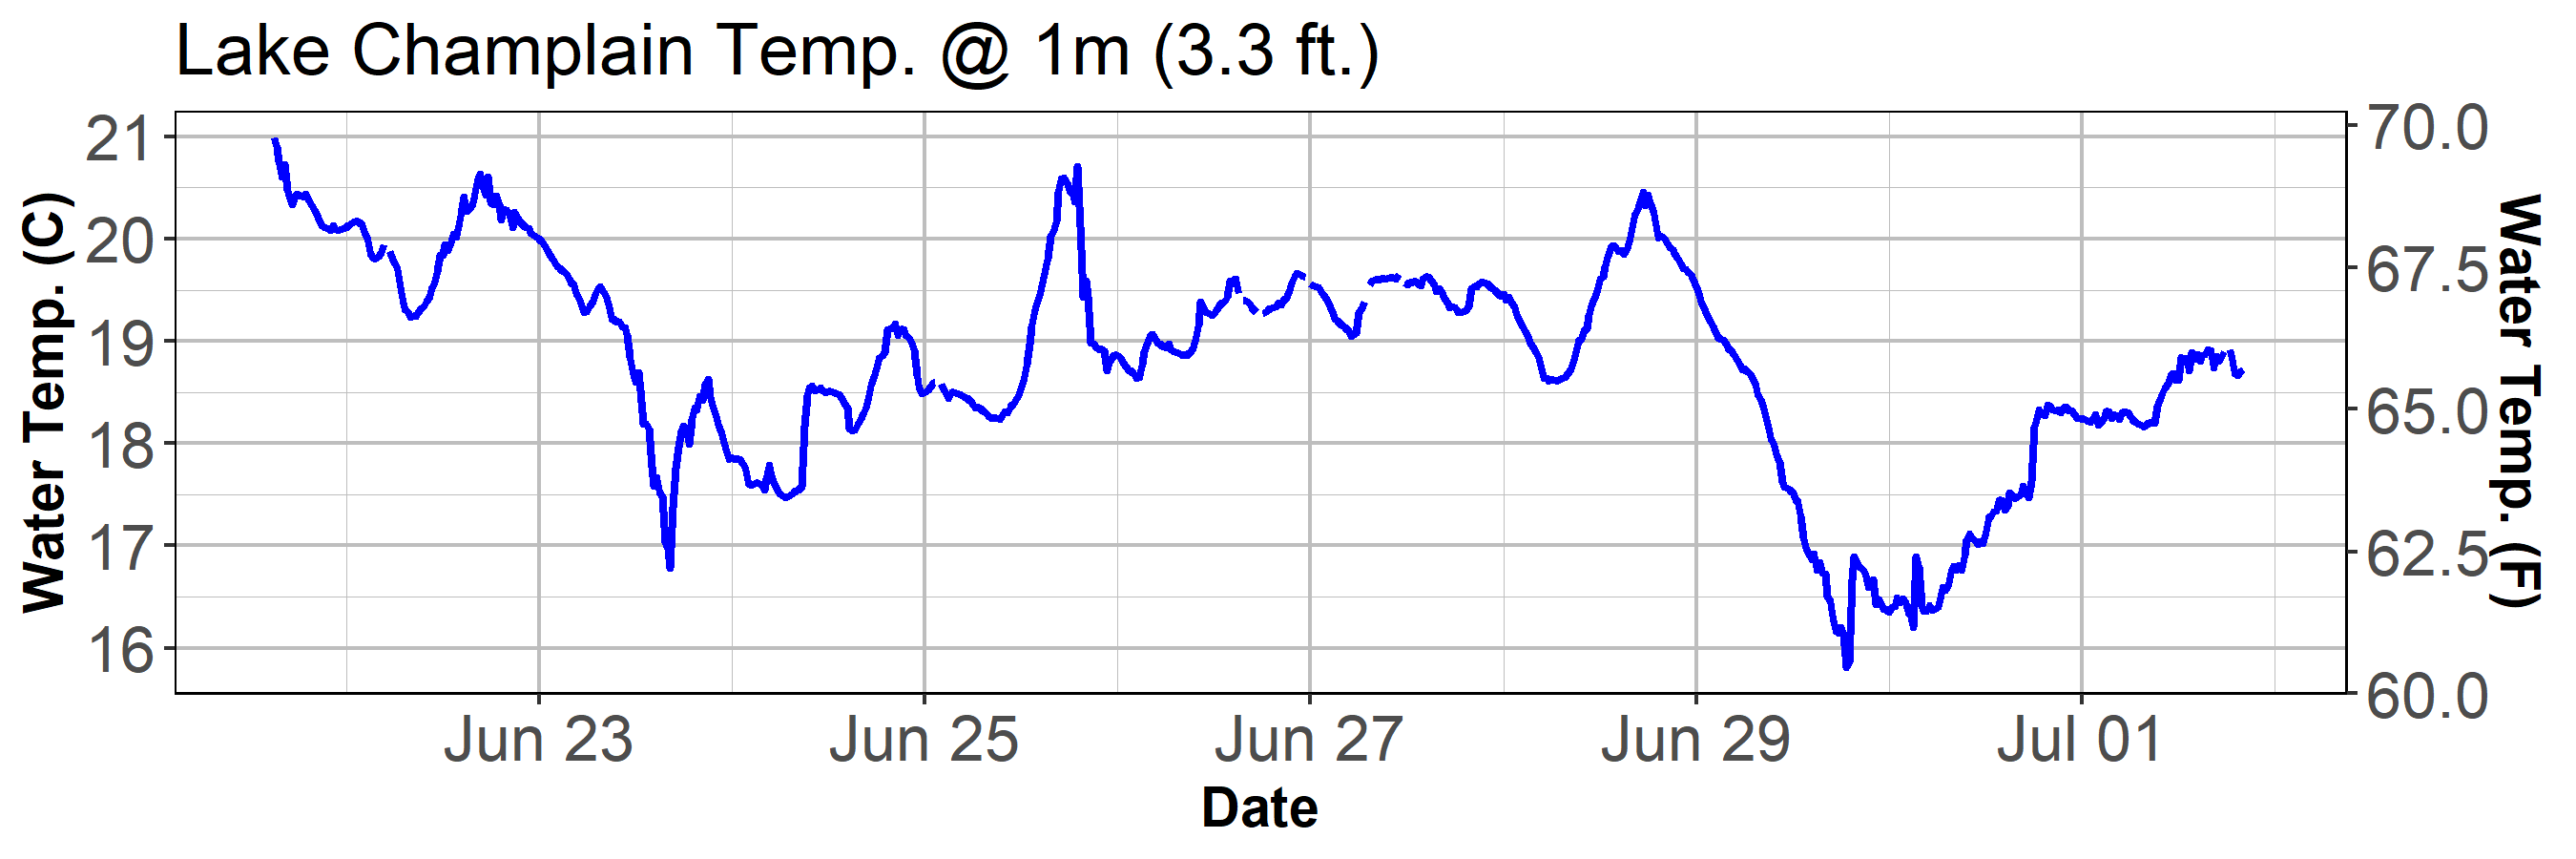 Lake Champlain Temp. @ 1m (3.3 ft.)
Water Temp. (C)
21
20
19
18
17
16
70.0
67.5
65.0
62.5
60.0
Water Temp. (F)
Jun 23
Jun 25
Jun 27
Jun 29
Jul 01
Date